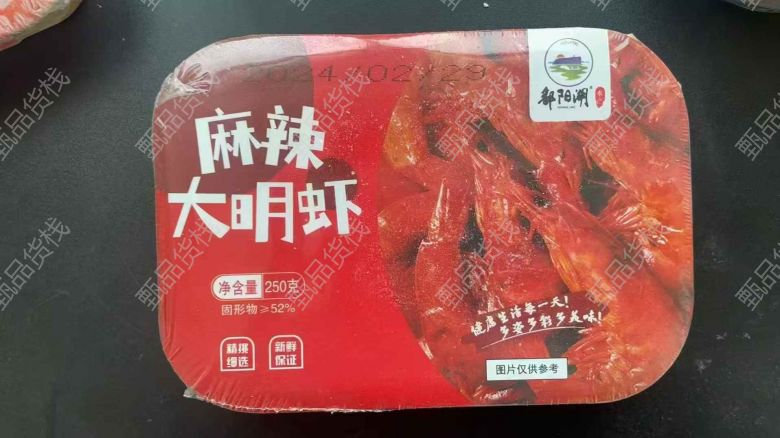 2024/02/29
鄱阳湖
麻辣
大明虾
净含量 250克
固形物≥52%
精挑
细选
新鲜
保证
健康生活每一天!
多姿多彩多美味!
图片仅供参考
甄品货栈